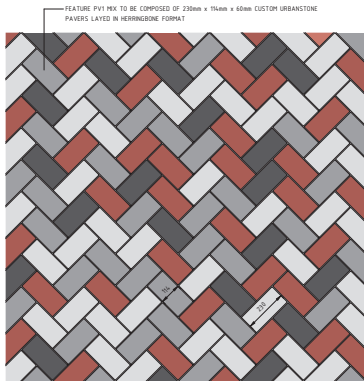 FEATURE PV1 MIX TO BE COMPOSED OF 230mm x 114mm x 60mm CUSTOM URBANSTONE
PAVERS LAYED IN HERRINGBONE FORMAT
114
230